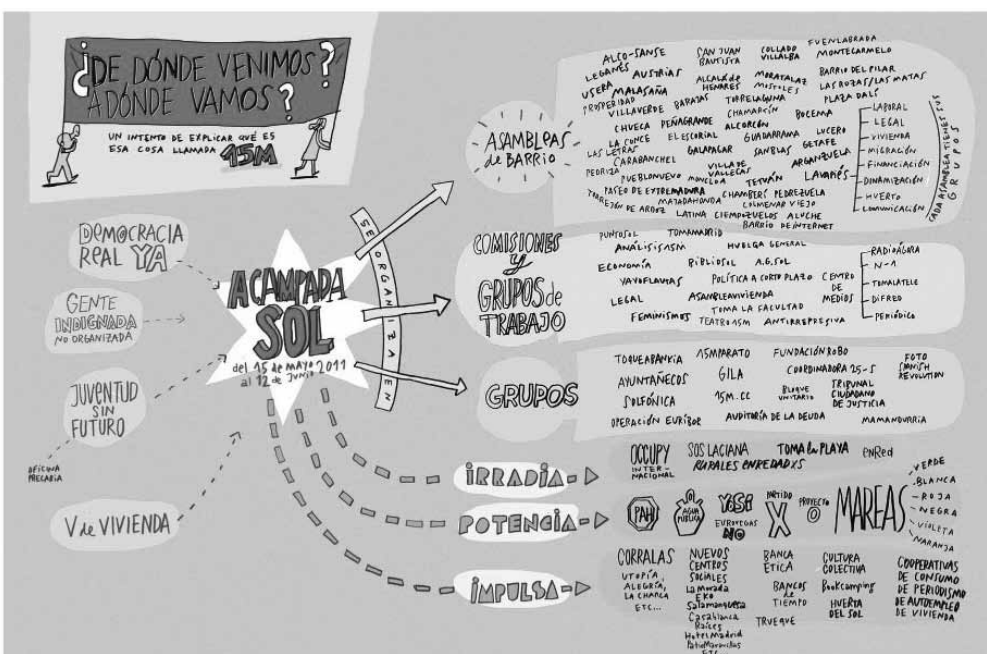 ¿DE DÓNDE VENIMOS?
A DÓNDE VAMOS?
UN INTENTO DE EXPLICAR QUÉ ES
ESA COSA LLAMADA 15M
DEMOCRACIA
REAL YA
GENTE
INDIGNADA
NO ORGANIZADA
JUVENTUD
SIN
FUTURO
OFICINA
PRECARIA
V de VIVIENDA
ACAMPADA
SOL
del 15 de MAYO 2011
al 12 de JUNIO
SE ORGANIZA EN
ASAMBLEAS
de BARRIO
ALCO-SANSE
SAN JUAN
BAUTISTA
COLLADO
VILLALBA
FUENLABRADA
MONTECARMELO
LEGANÉS
AUSTRIAS
ALCALÁ de
HENARES
MORATALAZ
MOSTOLES
BARRIO DEL PILAR
LAS ROZAS/LAS MATAS
USERA
MALASAÑA
PLAZA DALÍ
PROSPERIDAD
VILLAVERDE
BARAJAS
TORRELAGUNA
CHAMARTÍN
BOCEMA
CHUECA
PEÑAGRANDE
ALCORCÓN
LA CONCE
EL ESCORIAL
GUADARRAMA
LUCERO
LAS LETRAS
GALAPAGAR
SANBLAS
GETAFE
CARABANCHEL
VILLA DE
VALLECAS
ARGANZUELA
PEDRIZA
PUEBLONUEVO
MONCLOA
TETUÁN
LAVAPIÉS
PASEO DE EXTREMADURA
CHAMBERÍ
PEDREZUELA
TORREJÓN DE ARDOZ
MAJADAHONDA
COLMENAR VIEJO
LATINA
CIEMPOZUELOS
ALUCHE
BARRIO DE INTERNET
LABORAL
LEGAL
VIVIENDA
MIGRACIÓN
FINANCIACIÓN
DINAMIZACIÓN
HUERTO
COMUNICACIÓN
CADA ASAMBLEA TIENE SUS
GRUPOS
COMISIONES
y
GRUPOS de
TRABAJO
PUNTOSOL
TOMAMADRID
ANÁLISIS15M
HUELGA GENERAL
ECONOMÍA
BIBLIOSOL
A.G.SOL
YAYOFLAUTAS
POLÍTICA A CORTO PLAZO
LEGAL
ASAMBLEAVIVIENDA
TOMA LA FACULTAD
FEMINISMOS
TEATRO15M
ANTIRREPRESIVA
CENTRO
DE
MEDIOS
RADIOÁGORA
N-1
TOMALATELE
DIFRED
PERIÓDICO
GRUPOS
TOQUEABANKIA
15MPARATO
FUNDACIÓN ROBO
FOTO
SPANISH
REVOLUTION
AYUNTAÑECOS
GILA
COORDINADORA 25-S
SOLFÓNICA
15M.CC
BLOQUE
UNITARIO
TRIBUNAL
CIUDADANO
DE JUSTICIA
OPERACIÓN EURIBOR
AUDITORÍA DE LA DEUDA
MAMANDURRIA
IRRADIA
OCCUPY
INTER-
NACIONAL
SOS LACIANA
TOMA la PLAYA
enRed
RURALES ENREDADXS
POTENCIA
PAH
AGUA
PÚBLICA
YOSí
EUROVEGAS
NO
PARTIDO
X
PROYECTO
O
MAREAS
VERDE
BLANCA
ROJA
NEGRA
VIOLETA
NARANJA
IMPULSA
CORRALAS
UTOPÍA,
ALEGRÍA,
LA CHARCA
ETC...
NUEVOS
CENTROS
SOCIALES
La Morada
EKO
Salamanquesa
Casablanca
Raíces
Hotel Madrid
Patio Maravillas
ETC
BANCA
ÉTICA
BANCOS
de
TIEMPO
TRUEQUE
CULTURA
COLECTIVA
Bookcamping
HUERTA
DEL SOL
COOPERATIVAS
DE CONSUMO
DE PERIODISMO
DE AUTOEMPLEO
DE VIVIENDA